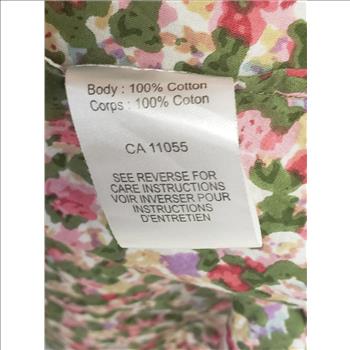 Body : 100% Cotton
Corps : 100% Coton
CA 11055
SEE REVERSE FOR
CARE INSTRUCTIONS
VOIR INVERSER POUR
INSTRUCTIONS
D'ENTRETIEN